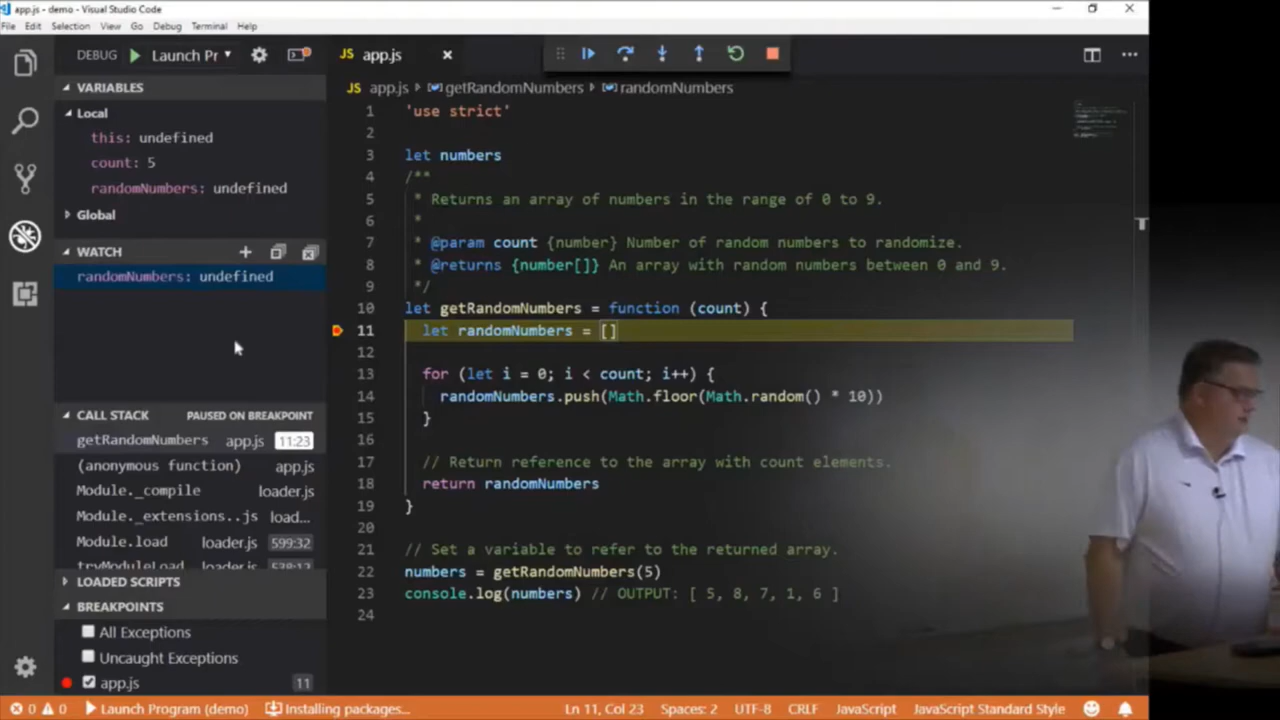 app.js - demo - Visual Studio Code
File Edit Selection View Go Debug Terminal Help
DEBUG Launch Pr
JS app.js
VARIABLES
Local
this: undefined
count: 5
randomNumbers: undefined
Global
WATCH
randomNumbers: undefined
CALL STACK PAUSED ON BREAKPOINT
getRandomNumbers app.js 11:23
(anonymous function) app.js
Module._compile loader.js
Module._extensions..js load...
Module.load loader.js 599:32
tryModuleLoad loader.js 538:12
LOADED SCRIPTS
BREAKPOINTS
All Exceptions
Uncaught Exceptions
app.js 11
JS app.js getRandomNumbers randomNumbers
1 'use strict'
2
3 let numbers
4 /**
5 * Returns an array of numbers in the range of 0 to 9.
6 *
7 * @param count {number} Number of random numbers to randomize.
8 * @returns {number[]} An array with random numbers between 0 and 9.
9 */
10 let getRandomNumbers = function (count) {
11 let randomNumbers = []
12
13 for (let i = 0; i < count; i++) {
14 randomNumbers.push(Math.floor(Math.random() * 10))
15 }
16
17 // Return reference to the array with count elements.
18 return randomNumbers
19 }
20
21 // Set a variable to refer to the returned array.
22 numbers = getRandomNumbers(5)
23 console.log(numbers) // OUTPUT: [ 5, 8, 7, 1, 6 ]
24
0 0 Launch Program (demo) Installing packages... Ln 11, Col 23 Spaces: 2 UTF-8 CRLF JavaScript JavaScript Standard Style